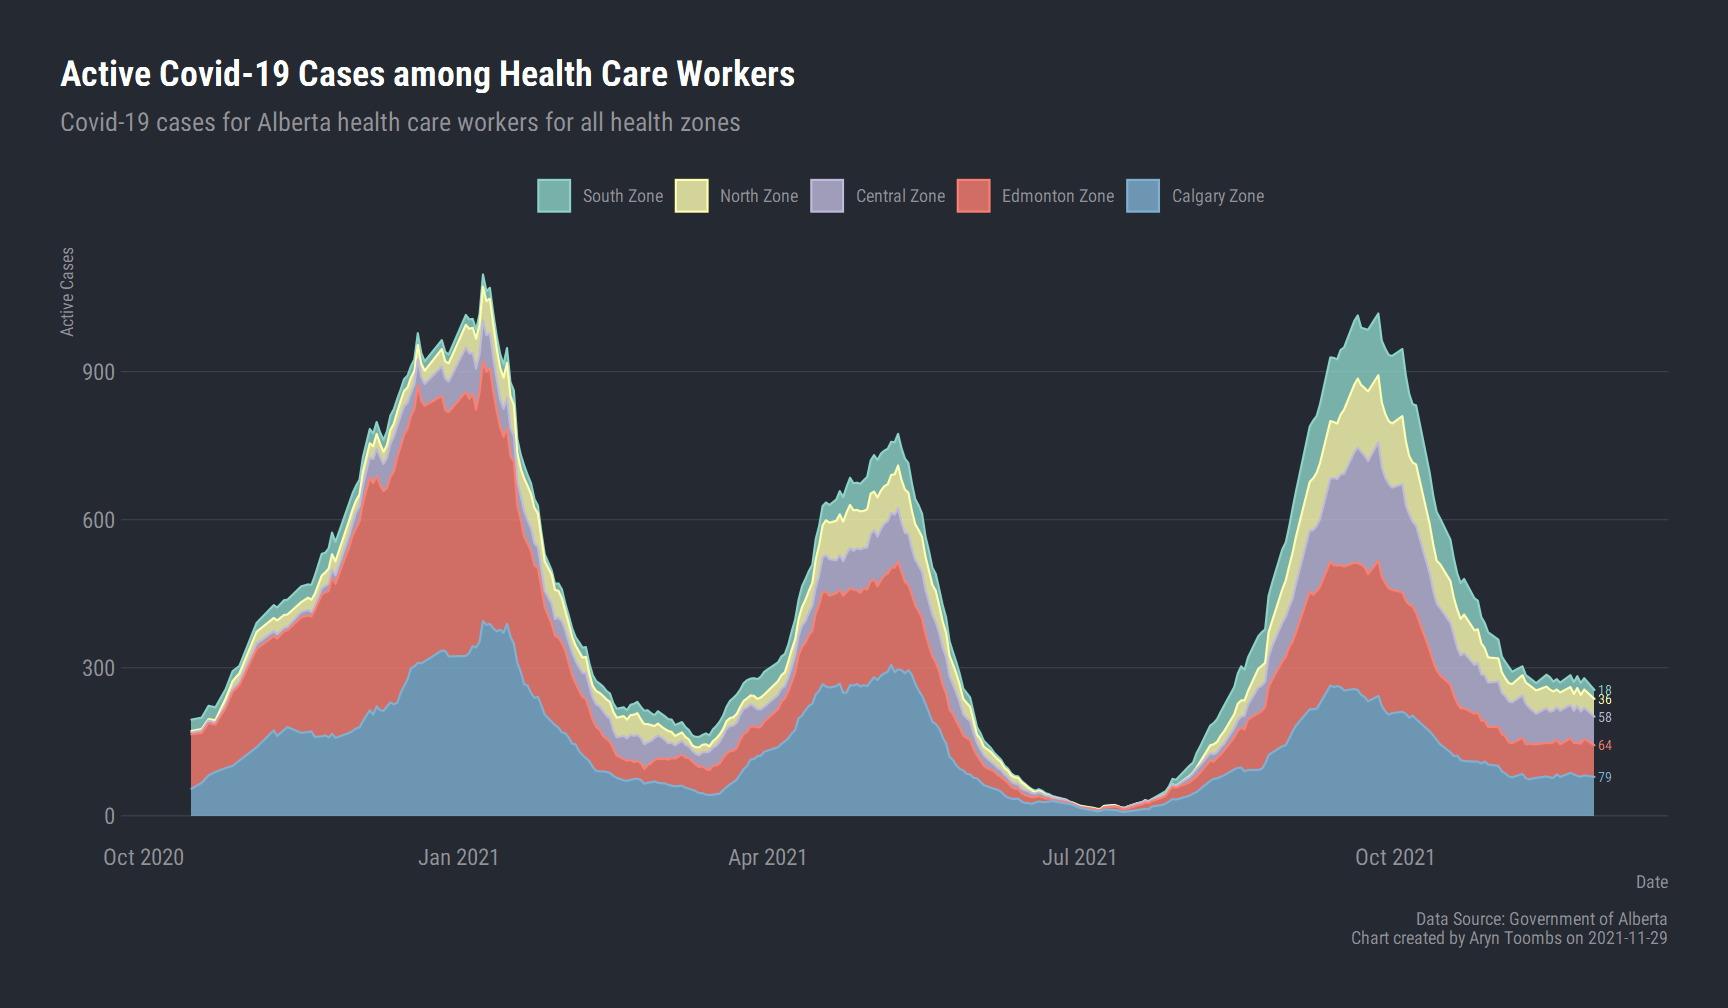 Active Covid-19 Cases among Health Care Workers
Covid-19 cases for Alberta health care workers for all health zones
South Zone North Zone Central Zone Edmonton Zone Calgary Zone
Active Cases
900
600
300
0
18
36
58
64
79
Oct 2020 Jan 2021 Apr 2021 Jul 2021 Oct 2021
Date
Data Source: Government of Alberta
Chart created by Aryn Toombs on 2021-11-29